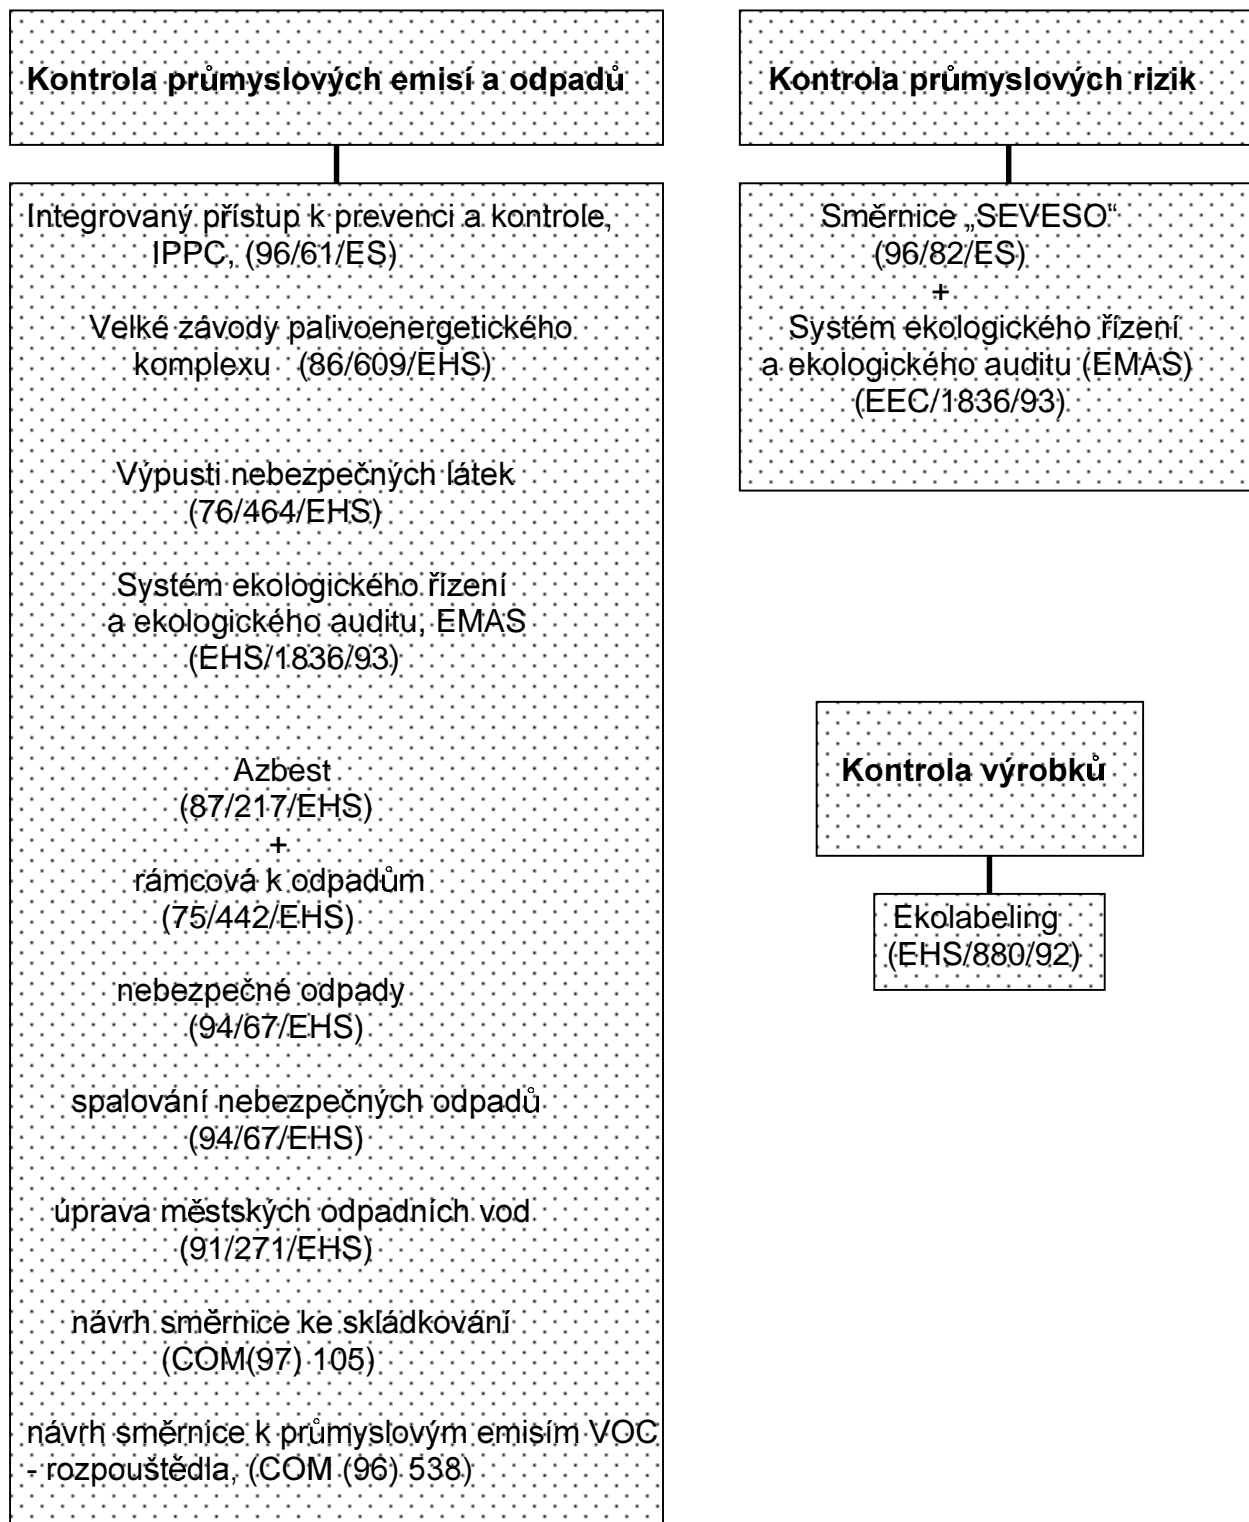 Kontrola průmyslových emisí a odpadů
Integrovaný přístup k prevenci a kontrole,
IPPC, (96/61/ES)
Velké závody palivoenergetického
komplexu (86/609/EHS)
Výpusti nebezpečných látek
(76/464/EHS)
Systém ekologického řízení
a ekologického auditu, EMAS
(EHS/1836/93)
Azbest
(87/217/EHS)
+
rámcová k odpadům
(75/442/EHS)
nebezpečné odpady
(94/67/EHS)
spalování nebezpečných odpadů
(94/67/EHS)
úprava městských odpadních vod
(91/271/EHS)
návrh směrnice ke skládkování
(COM(97) 105)
návrh směrnice k průmyslovým emisím VOC
- rozpouštědla, (COM (96) 538)
Kontrola průmyslových rizik
Směrnice „SEVESO“
(96/82/ES)
+
Systém ekologického řízení
a ekologického auditu (EMAS)
(EEC/1836/93)
Kontrola výrobků
Ekolabeling
(EHS/880/92)